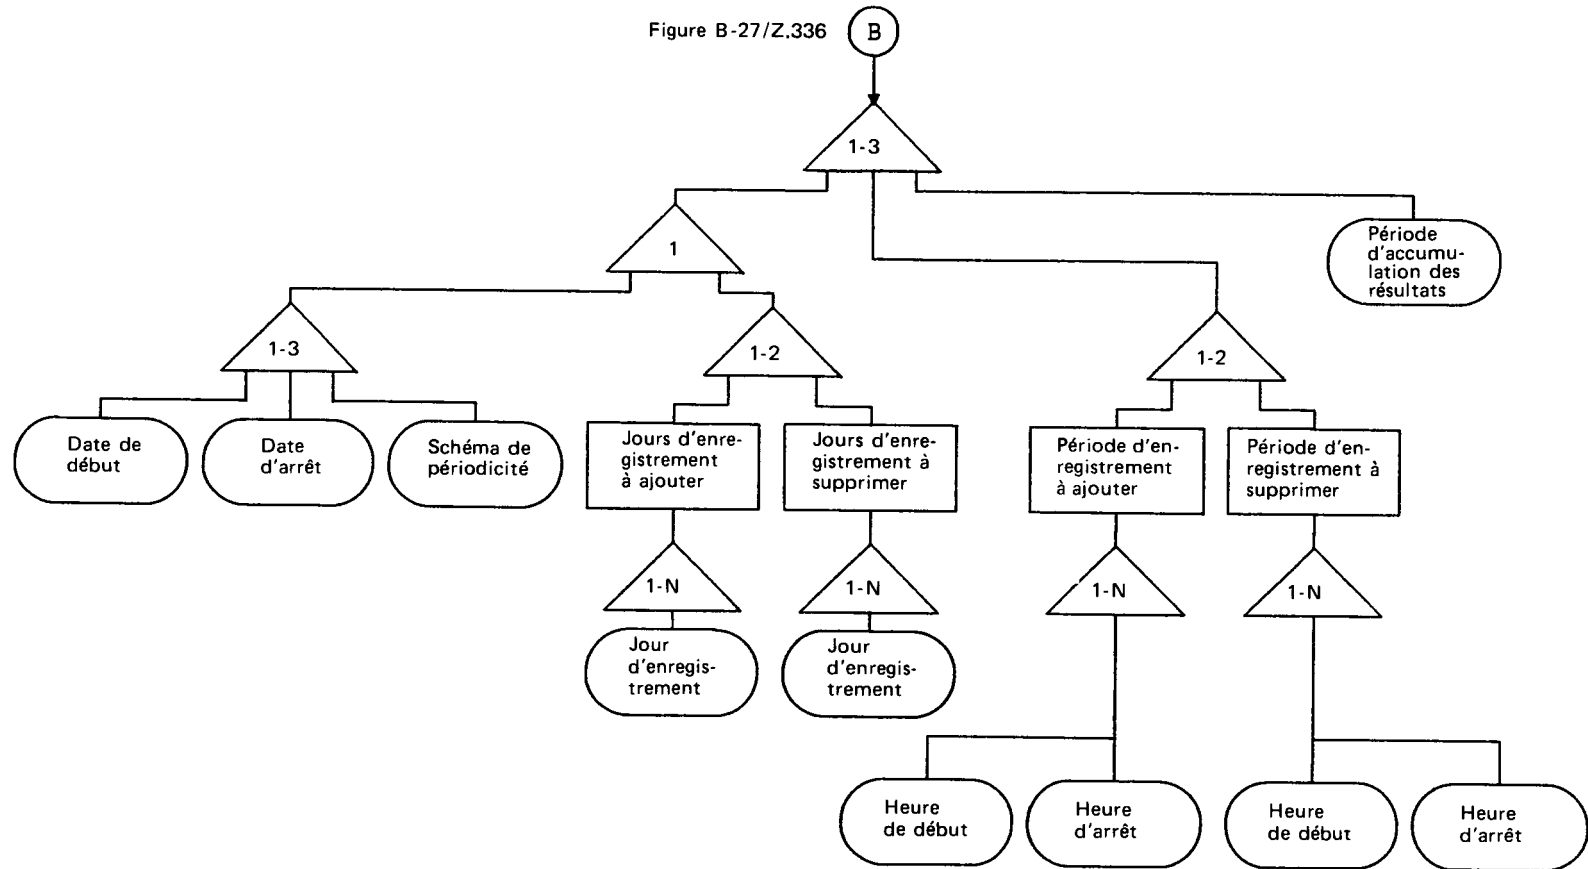 Figure B-27/Z.336
B
1-3
1
Période
d'accumu-
lation des
résultats
1-3
1-2
1-2
Date de
début
Date
d'arrêt
Schéma de
périodicité
Jours d'enre-
gistrement
à ajouter
Jours d'enre-
gistrement à
supprimer
Période d'en-
registrement
à ajouter
Période d'en-
registrement à
supprimer
1-N
1-N
1-N
1-N
Jour
d'enregis-
trement
Jour
d'enregis-
trement
Heure
de début
Heure
d'arrêt
Heure
de début
Heure
d'arrêt